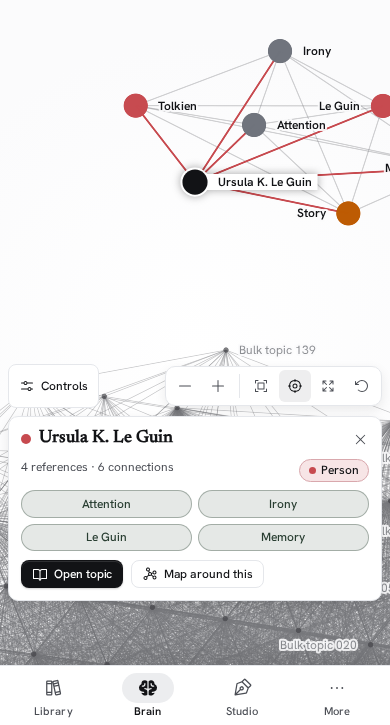 Irony
Tolkien
Le Guin
Attention
M
Ursula K. Le Guin
Story
Bulk topic 139
Controls
Ursula K. Le Guin
4 references · 6 connections
Person
Attention
Irony
Le Guin
Memory
Open topic
Map around this
Bulk topic 020
Library
Brain
Studio
More